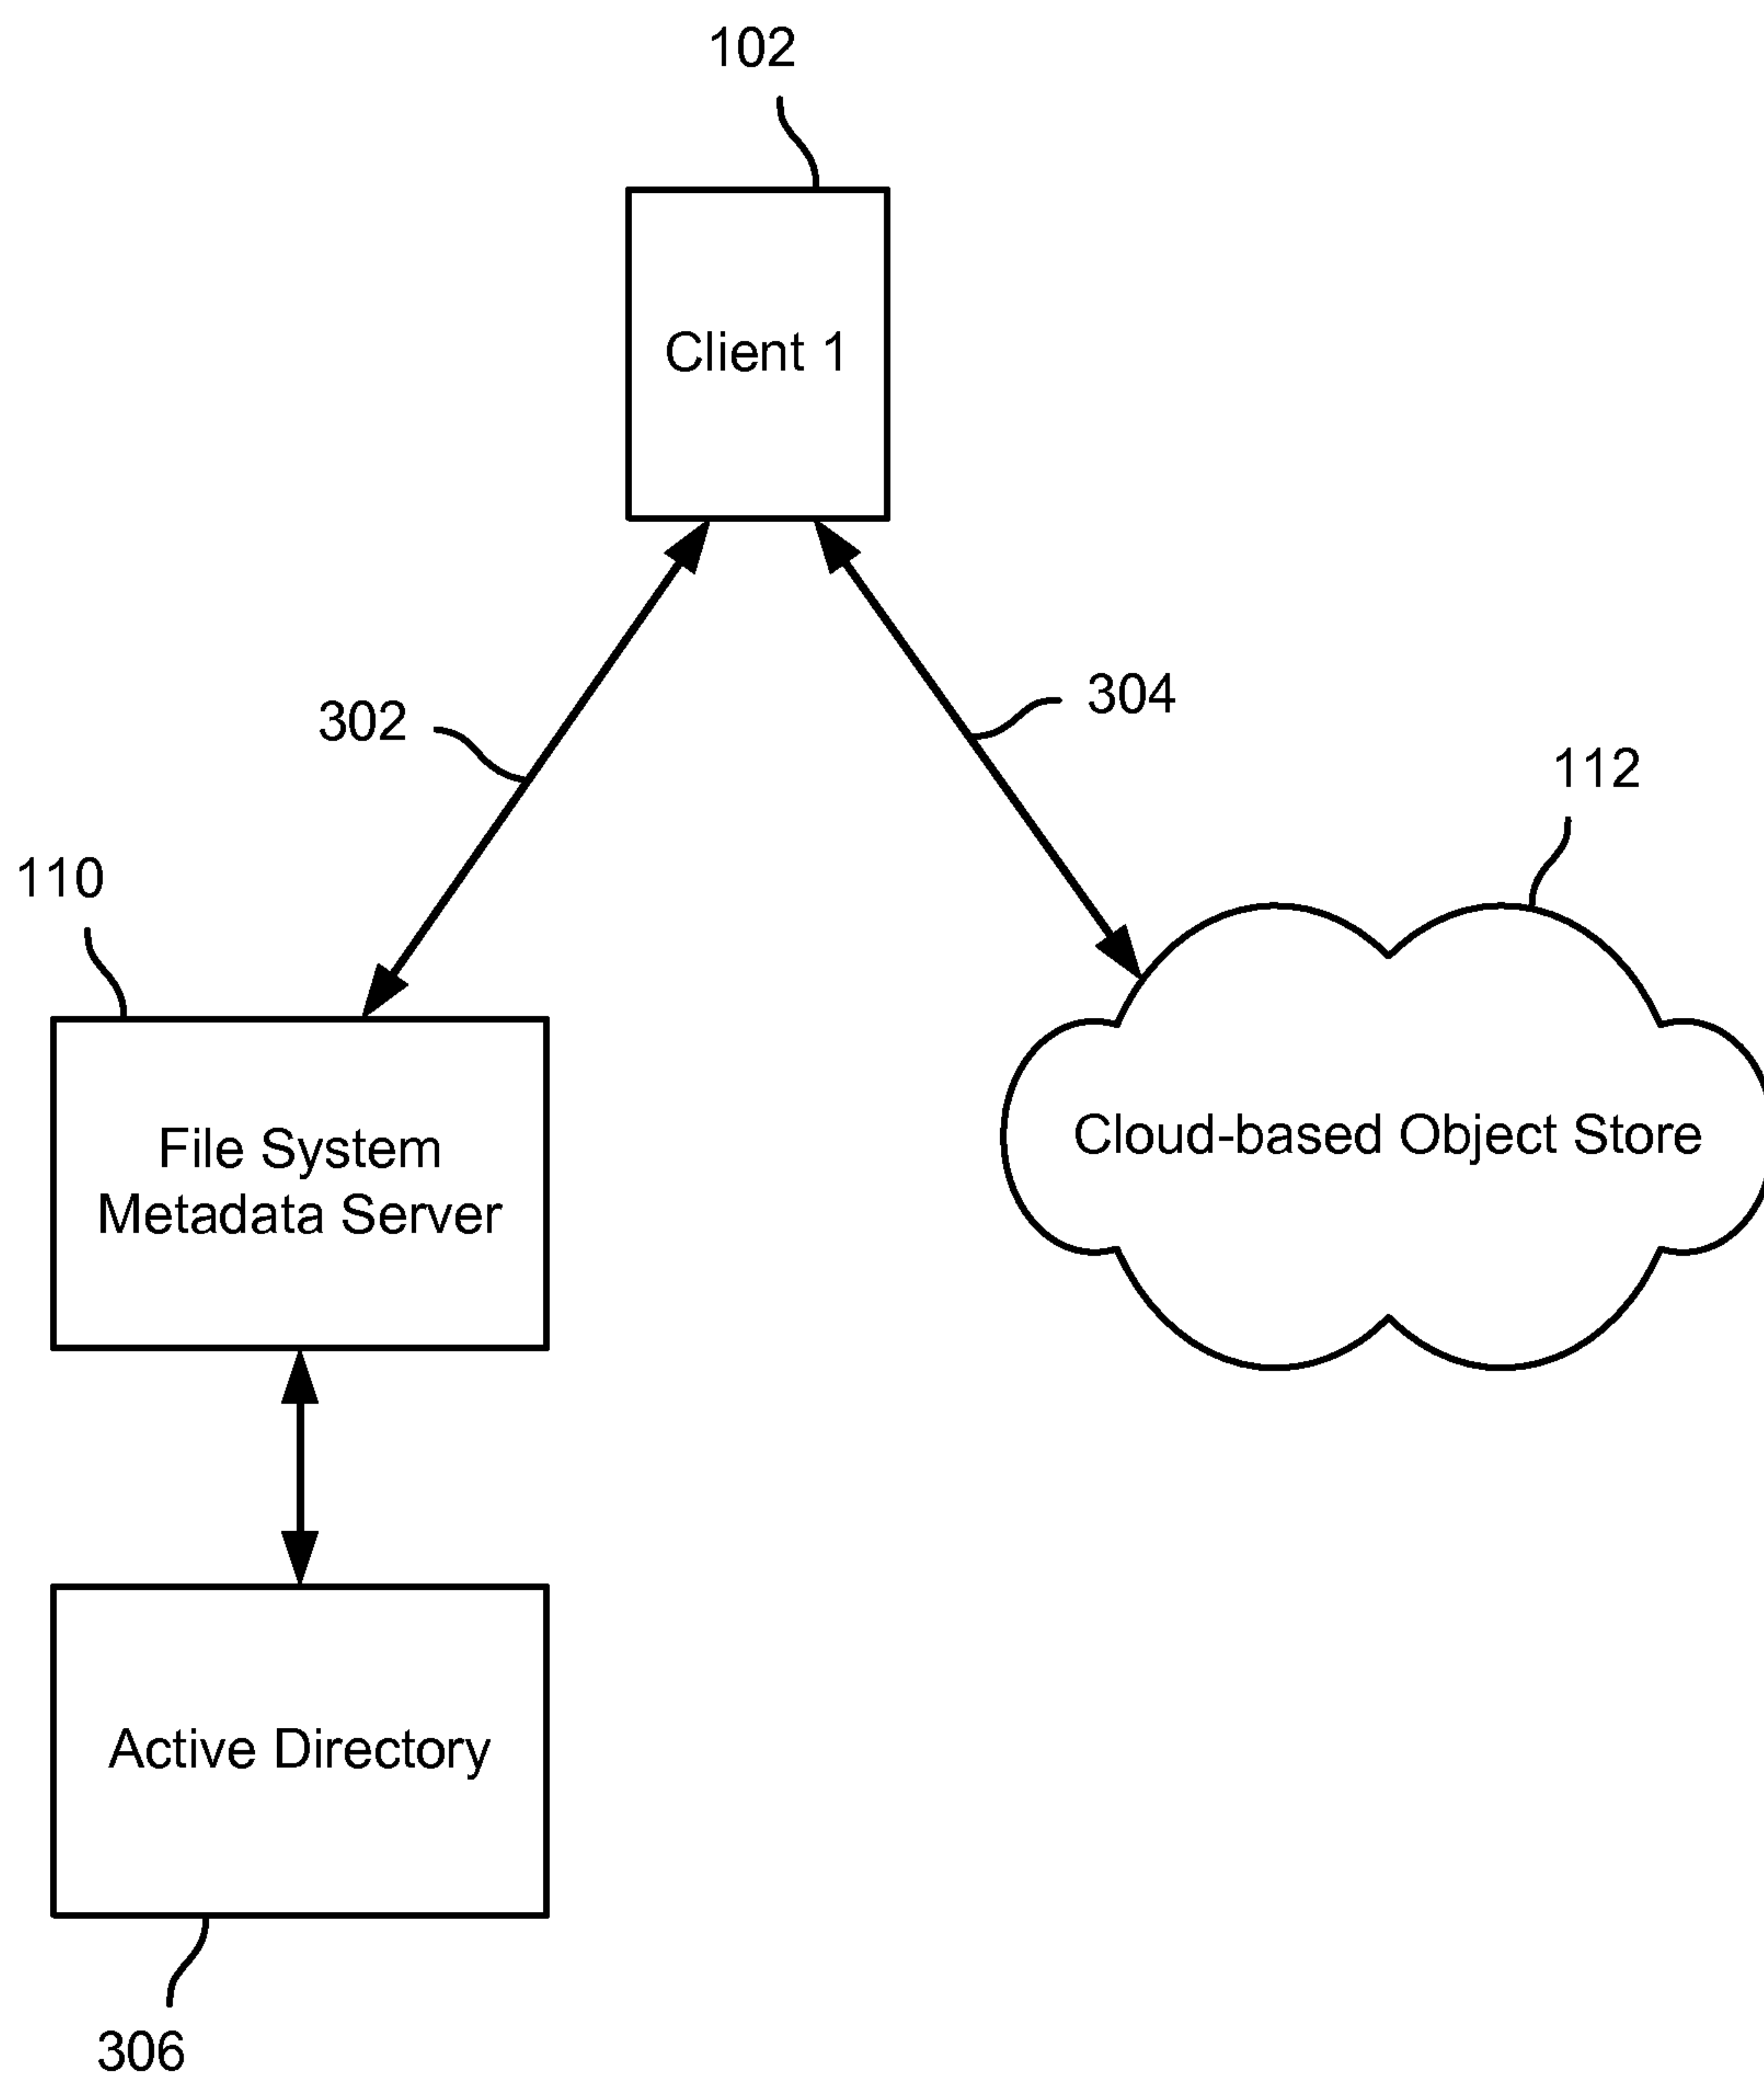 102
Client 1
304
302
112
110
Cloud-based Object Store
File System
Metadata Server
Active Directory
306